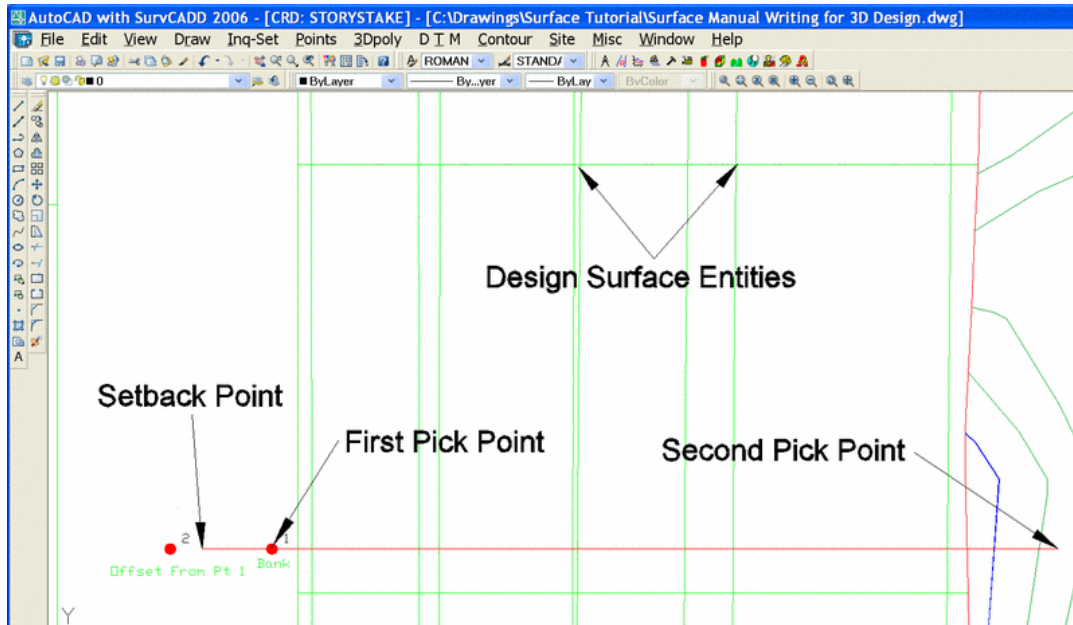 AutoCAD with SurvCADD 2006 - [CRD: STORYSTAKE] - [C:\Drawings\Surface Tutorial\Surface Manual Writing for 3D Design.dwg]
File Edit View Draw Inq-Set Points 3Dpoly D T M Contour Site Misc Window Help
ROMAN STANDA
0 ByLayer By...yer ByLay ByColor
A
Design Surface Entities
Setback Point
First Pick Point
Second Pick Point
2 1
Offset From Pt 1 Bank
Y